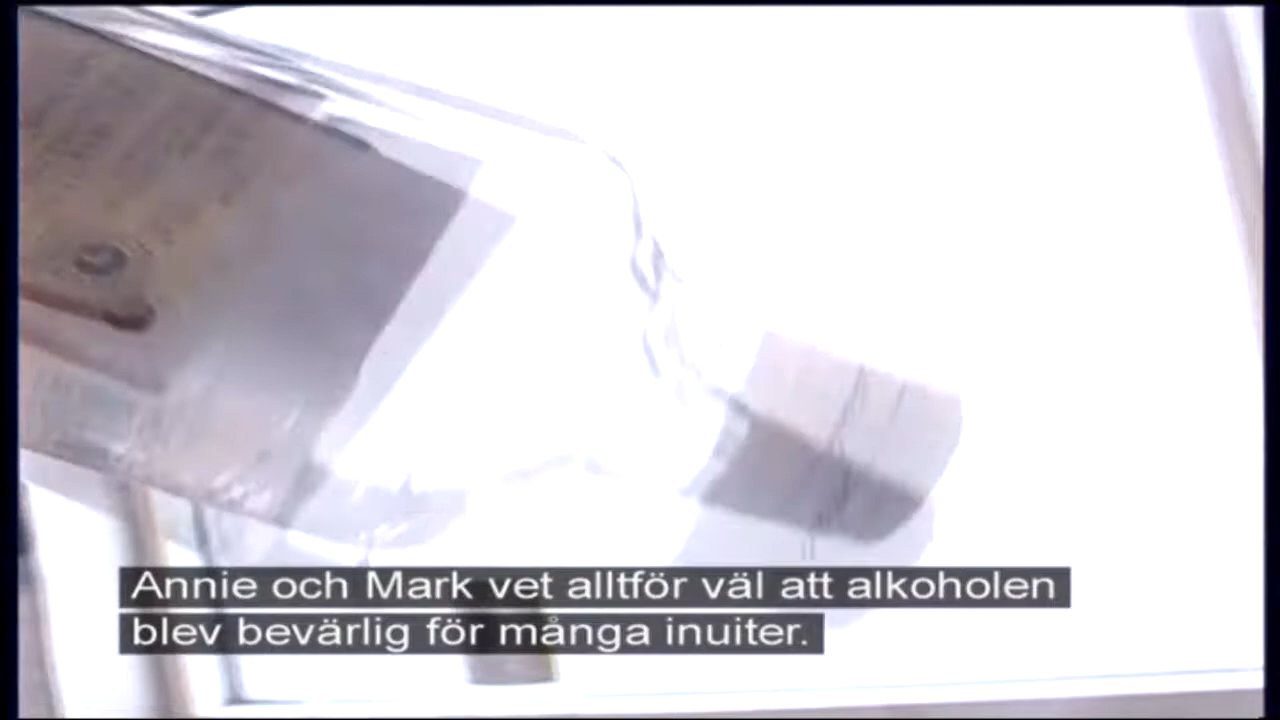 Annie och Mark vet alltför väl att alkoholen
blev bevärlig för många inuiter.